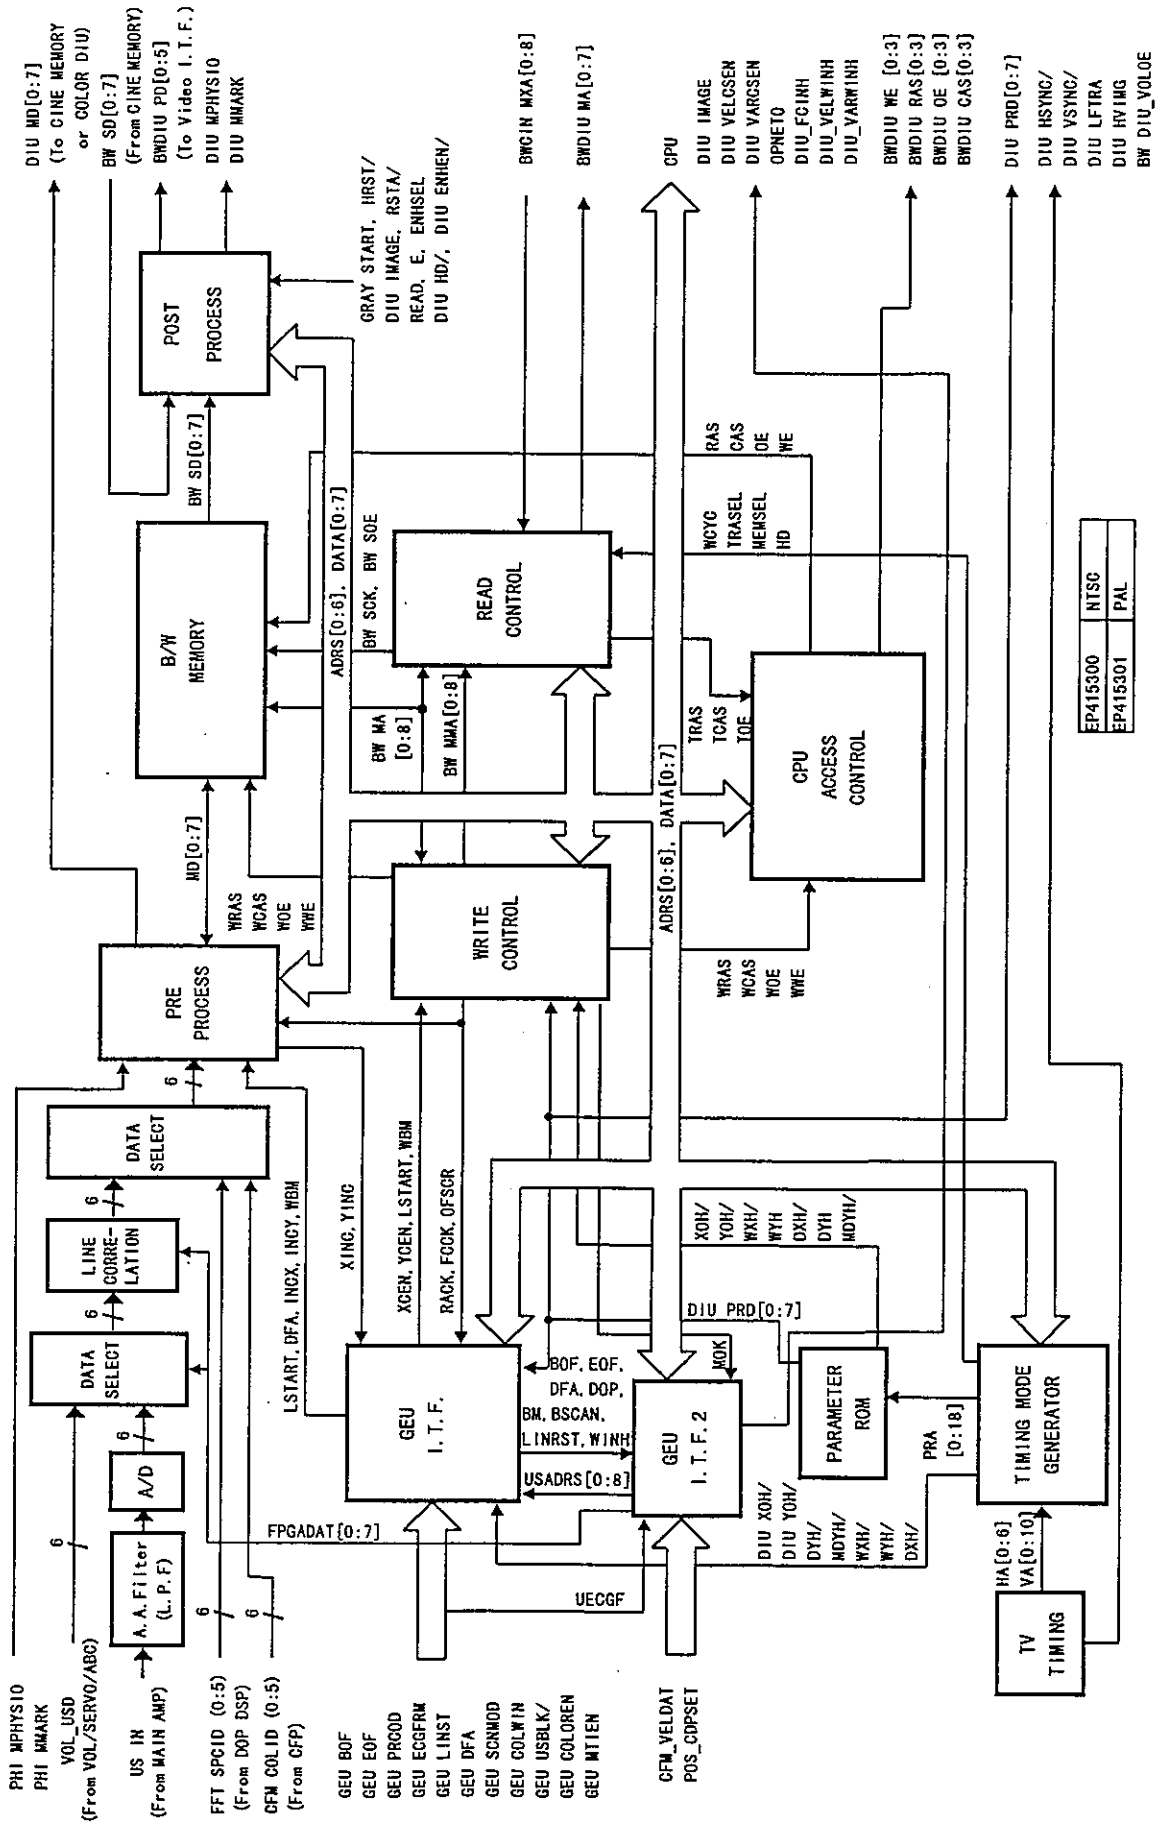 PHI MPHYSIO
PHI MMARK
VOL_USD
(From VOL/SERVO/ABC)
US IN
(From MAIN AMP)
FFT SPCID (0:5)
(From DOP DSP)
CFM COLID (0:5)
(From CFP)
GEU BOF
GEU EOF
GEU PRCOD
GEU ECGFRM
GEU LINST
GEU DFA
GEU SCNMOD
GEU COLWIN
GEU USBLK/
GEU COLOREN
GEU MTIEN
CFM_VELDAT
POS_CDPSET
6
A.A.Filter
(L.P.F)
A/D
6
DATA
SELECT
6
LINE
CORRE-
LATION
6
DATA
SELECT
6
6
6
PRE
PROCESS
MD[0:7]
WRAS
WCAS
WOE
WWE
B/W
MEMORY
BW SD[0:7]
POST
PROCESS
DIU MD[0:7]
(To CINE MEMORY
or COLOR DIU)
BW SD[0:7]
(From CINE MEMORY)
BWDIU PD[0:5]
(To Video I.T.F.)
DIU MPHYSIO
DIU MMARK
GRAY START, HRST/
DIU IMAGE, RSTA/
READ, E, ENHSEL
DIU HD/, DIU ENHEN/
ADRS[0:6], DATA[0:7]
BW SCK, BW SOE
LSTART, DFA, INCX, INCY, WBM
XINC, YINC
XCEN, YCEN, LSTART, WBM
RACK, FCCK, OFSCR
FPGADAT[0:7]
GEU
I.T.F.
WRITE
CONTROL
BW MA
[0:8]
BW MMA[0:8]
READ
CONTROL
BWCIN MXA[0:8]
BWDIU MA[0:7]
BOF, EOF,
DFA, DOP,
BM, BSCAN,
LINRST, WINH
USADRS[0:8]
UECGF
MOK
GEU
I.T.F.2
DIU PRD[0:7]
ADRS[0:6], DATA[0:7]
CPU
TRAS
TCAS
TOE
WCYC
TRASEL
MEMSEL
HD
RAS
CAS
OE
WE
WRAS
WCAS
WOE
WWE
CPU
ACCESS
CONTROL
DIU IMAGE
DIU VELCSEN
DIU VARCSEN
OPNETO
DIU_FCINH
DIU_VELWINH
DIU_VARWINH
BWDIU WE [0:3]
BWDIU RAS[0:3]
BWDIU OE [0:3]
BWDIU CAS[0:3]
DIU PRD[0:7]
DIU HSYNC/
DIU VSYNC/
DIU LFTRA
DIU HVIMG
BW DIU_VOLOE
XOH/
YOH/
WXH/
WYH
DXH/
DYH
MDYH/
DIU XOH/
DIU YOH/
DYH/
MDYH/
WXH/
WYH/
DXH/
PARAMETER
ROM
PRA
[0:18]
TIMING MODE
GENERATOR
HA[0:6]
VA[0:10]
TV
TIMING
EP415300 NTSC
EP415301 PAL